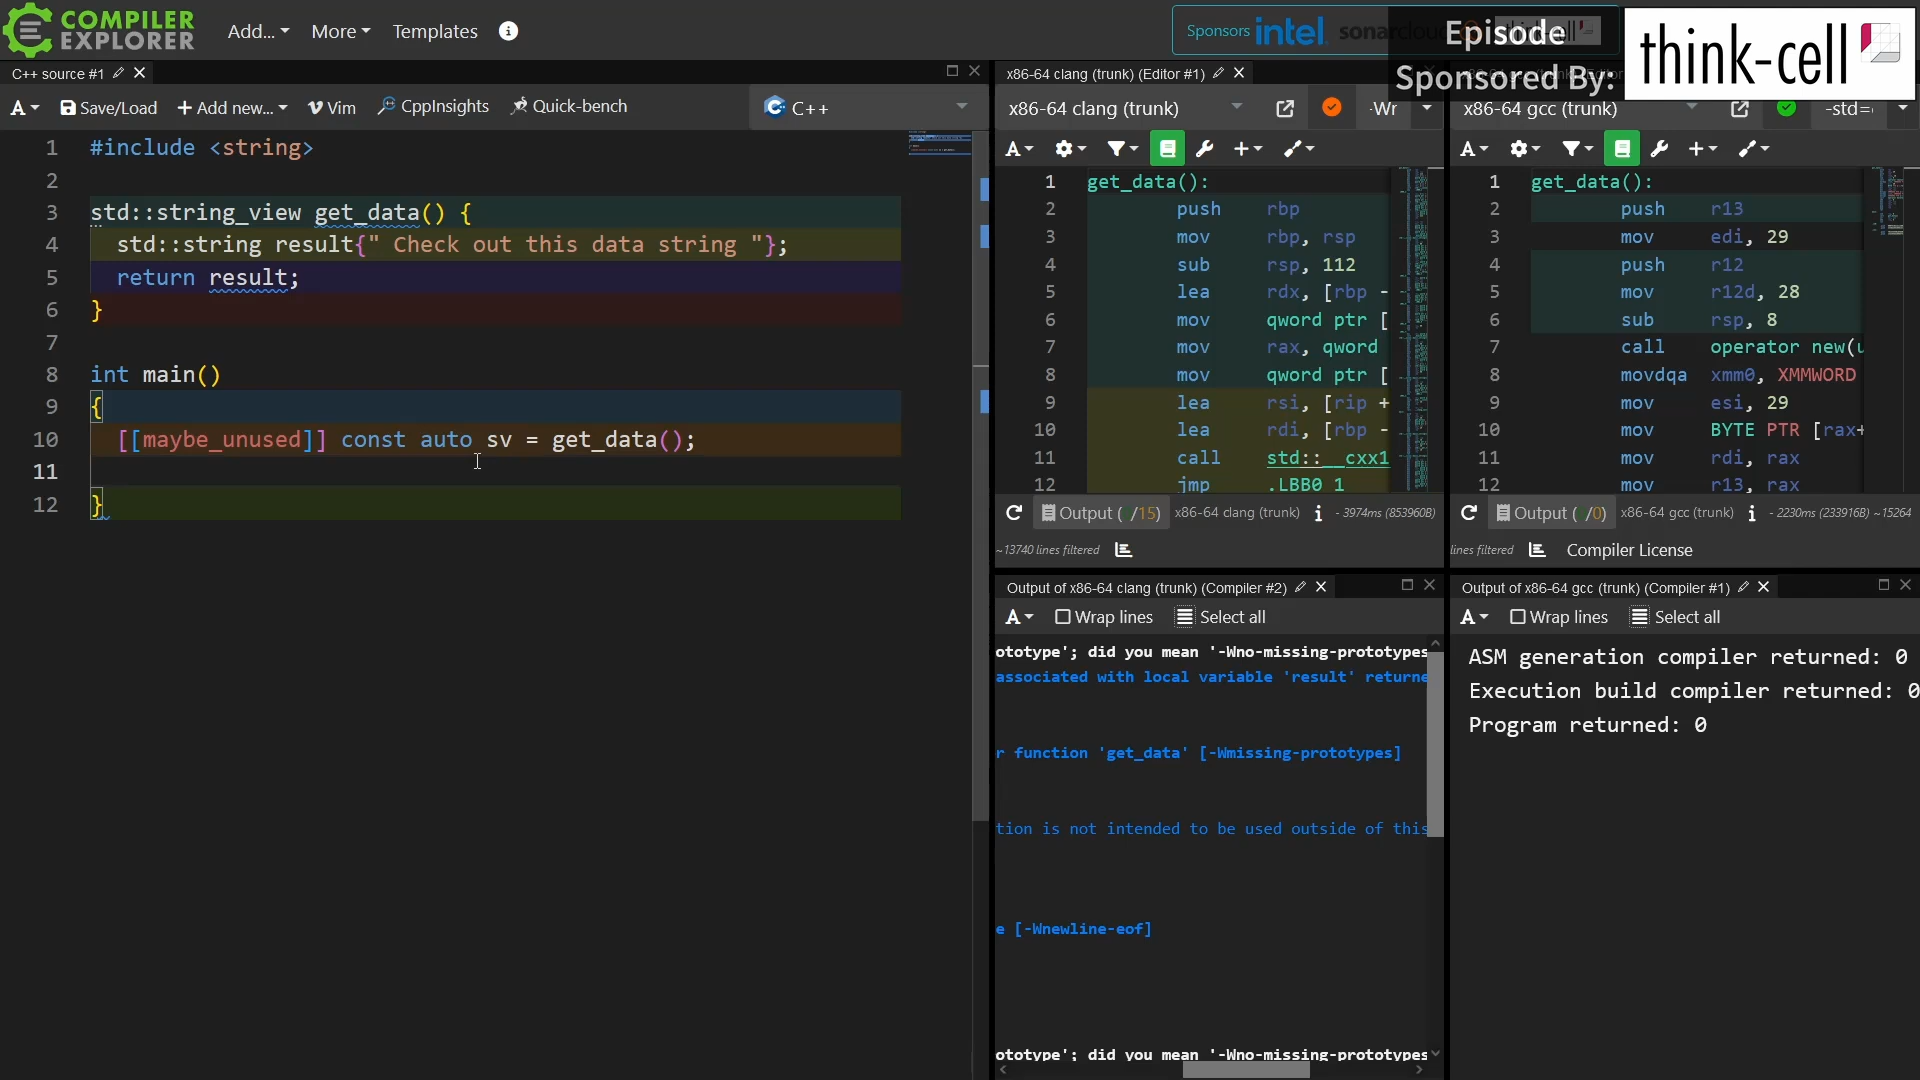 COMPILER
EXPLORER
Add...
More
Templates
Sponsors intel
Episode
Sponsored By:
think-cell
C++ source #1
A
Save/Load
+ Add new...
Vim
CppInsights
Quick-bench
C++
1 #include <string>
2
3 std::string_view get_data() {
4 std::string result{" Check out this data string "};
5 return result;
6 }
7
8 int main()
9 {
10 [[maybe_unused]] const auto sv = get_data();
11
12 }
x86-64 clang (trunk) (Editor #1)
x86-64 clang (trunk)
-Wr
A
1 get_data():
2 push rbp
3 mov rbp, rsp
4 sub rsp, 112
5 lea rdx, [rbp -
6 mov qword ptr [
7 mov rax, qword
8 mov qword ptr [
9 lea rsi, [rip +
10 lea rdi, [rbp -
11 call std::__cxx1
12 jmp .LBB0_1
Output ( /15) x86-64 clang (trunk) - 3974ms (853960B)
~13740 lines filtered
x86-64 gcc (trunk)
-std=
A
1 get_data():
2 push r13
3 mov edi, 29
4 push r12
5 mov r12d, 28
6 sub rsp, 8
7 call operator new(u
8 movdqa xmm0, XMMWORD
9 mov esi, 29
10 mov BYTE PTR [rax+
11 mov rdi, rax
12 mov r13, rax
Output ( /0) x86-64 gcc (trunk) - 2230ms (233916B) ~15264
lines filtered
Compiler License
Output of x86-64 clang (trunk) (Compiler #2)
A
Wrap lines
Select all
ototype'; did you mean '-Wno-missing-prototypes
associated with local variable 'result' returne
r function 'get_data' [-Wmissing-prototypes]
tion is not intended to be used outside of this
e [-Wnewline-eof]
ototype'; did you mean '-Wno-missing-prototypes
Output of x86-64 gcc (trunk) (Compiler #1)
A
Wrap lines
Select all
ASM generation compiler returned: 0
Execution build compiler returned: 0
Program returned: 0